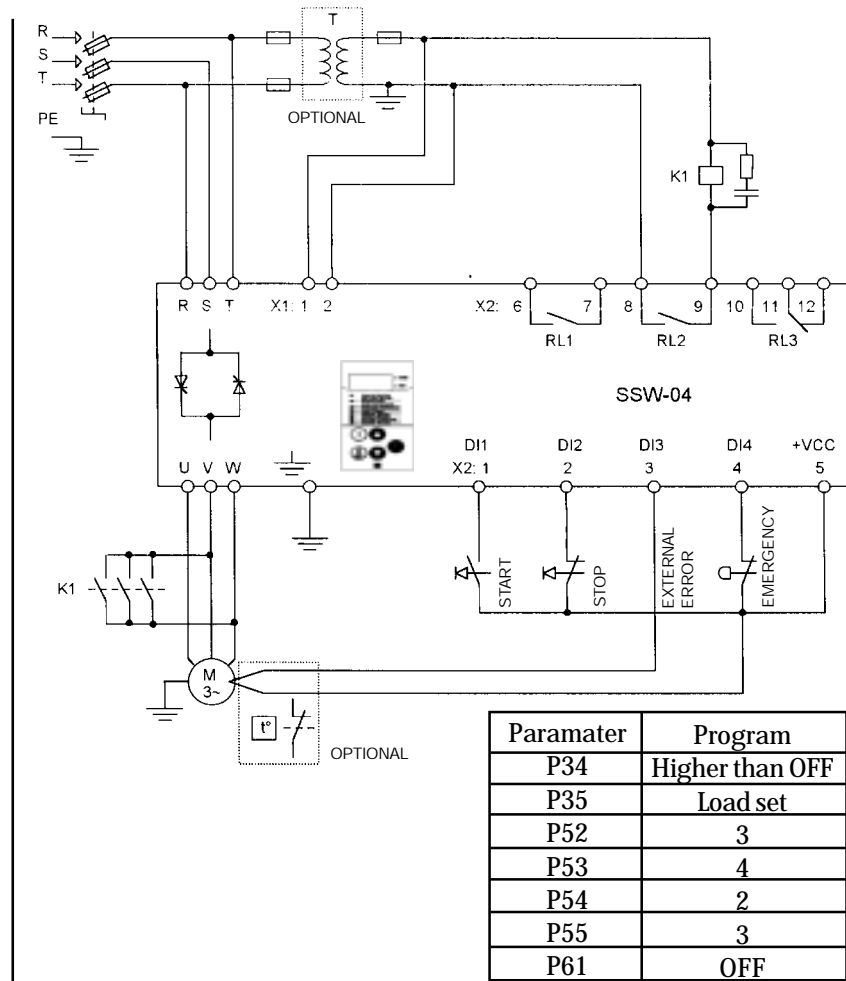 R
S
T
PE
T
OPTIONAL
K1
R S T X1: 1 2 X2: 6 7 8 9 10 11 12
RL1 RL2 RL3
SSW-04
DI1 DI2 DI3 DI4 +VCC
U V W X2: 1 2 3 4 5
START
STOP
EXTERNAL
ERROR
EMERGENCY
K1
M
3~
t°
OPTIONAL
Paramater Program
P34 Higher than OFF
P35 Load set
P52 3
P53 4
P54 2
P55 3
P61 OFF